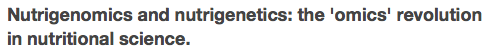 Nutrigenomics and nutrigenetics: the 'omics' revolution
in nutritional science.